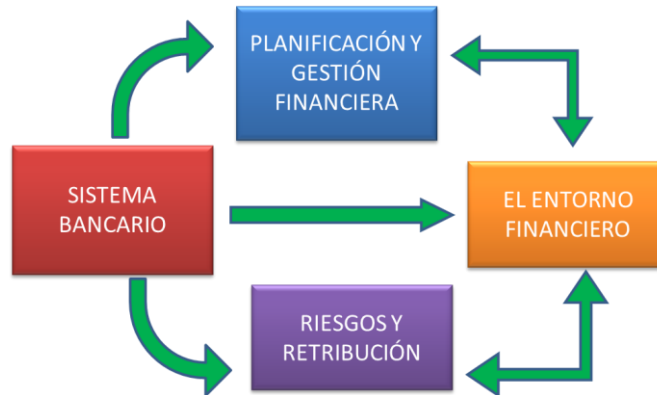 PLANIFICACIÓN Y
GESTIÓN
FINANCIERA
SISTEMA
BANCARIO
EL ENTORNO
FINANCIERO
RIESGOS Y
RETRIBUCIÓN